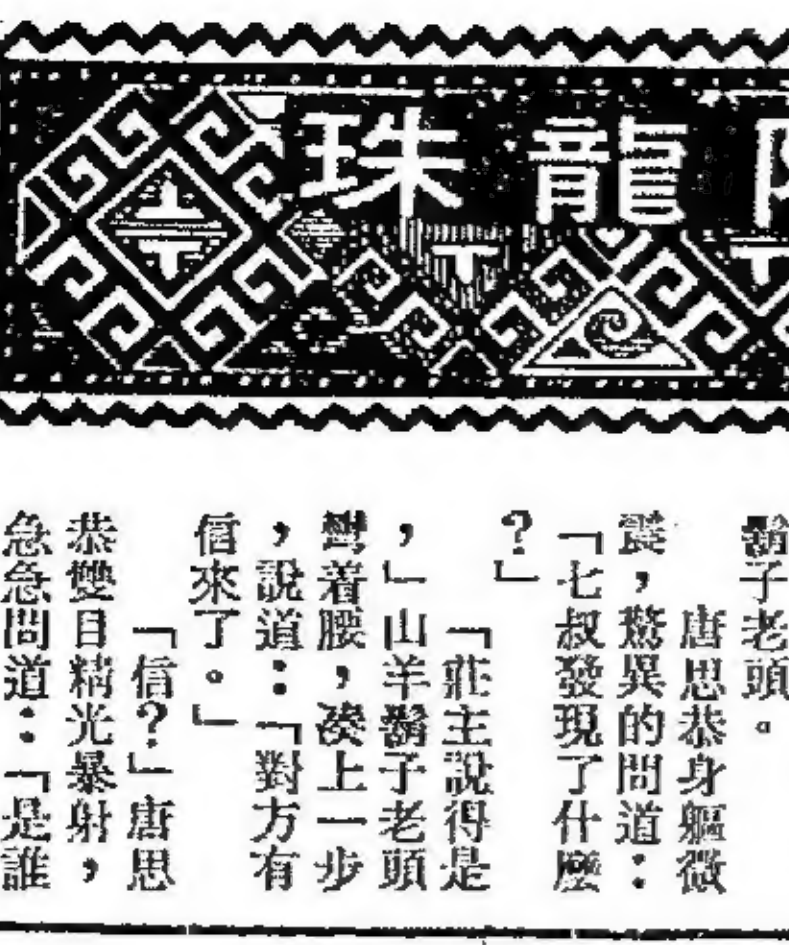 珠龍
鬍子老頭。
唐思恭身軀微
震，驚異的問道：
「七叔發現了什麼
？」
「莊主說得是
，」山羊鬍子老頭
彎着腰，湊上一步
，說道：「對方有
信來了。」
「信？」唐思
恭雙目精光暴射，
急急問道：「是誰